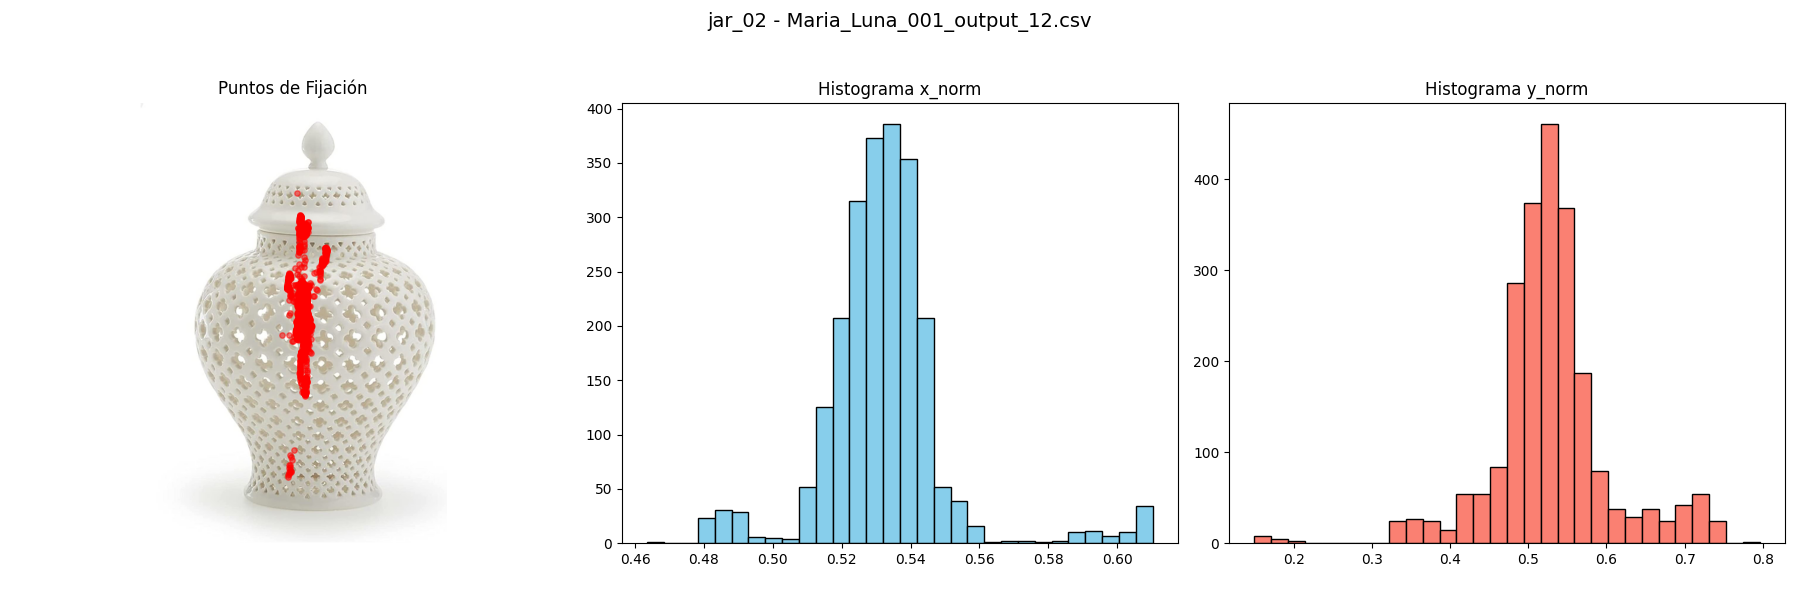 jar_02 - Maria_Luna_001_output_12.csv
Puntos de Fijación
Histograma x_norm
400
350
300
250
200
150
100
50
0
0.46 0.48 0.50 0.52 0.54 0.56 0.58 0.60
Histograma y_norm
400
300
200
100
0
0.2 0.3 0.4 0.5 0.6 0.7 0.8